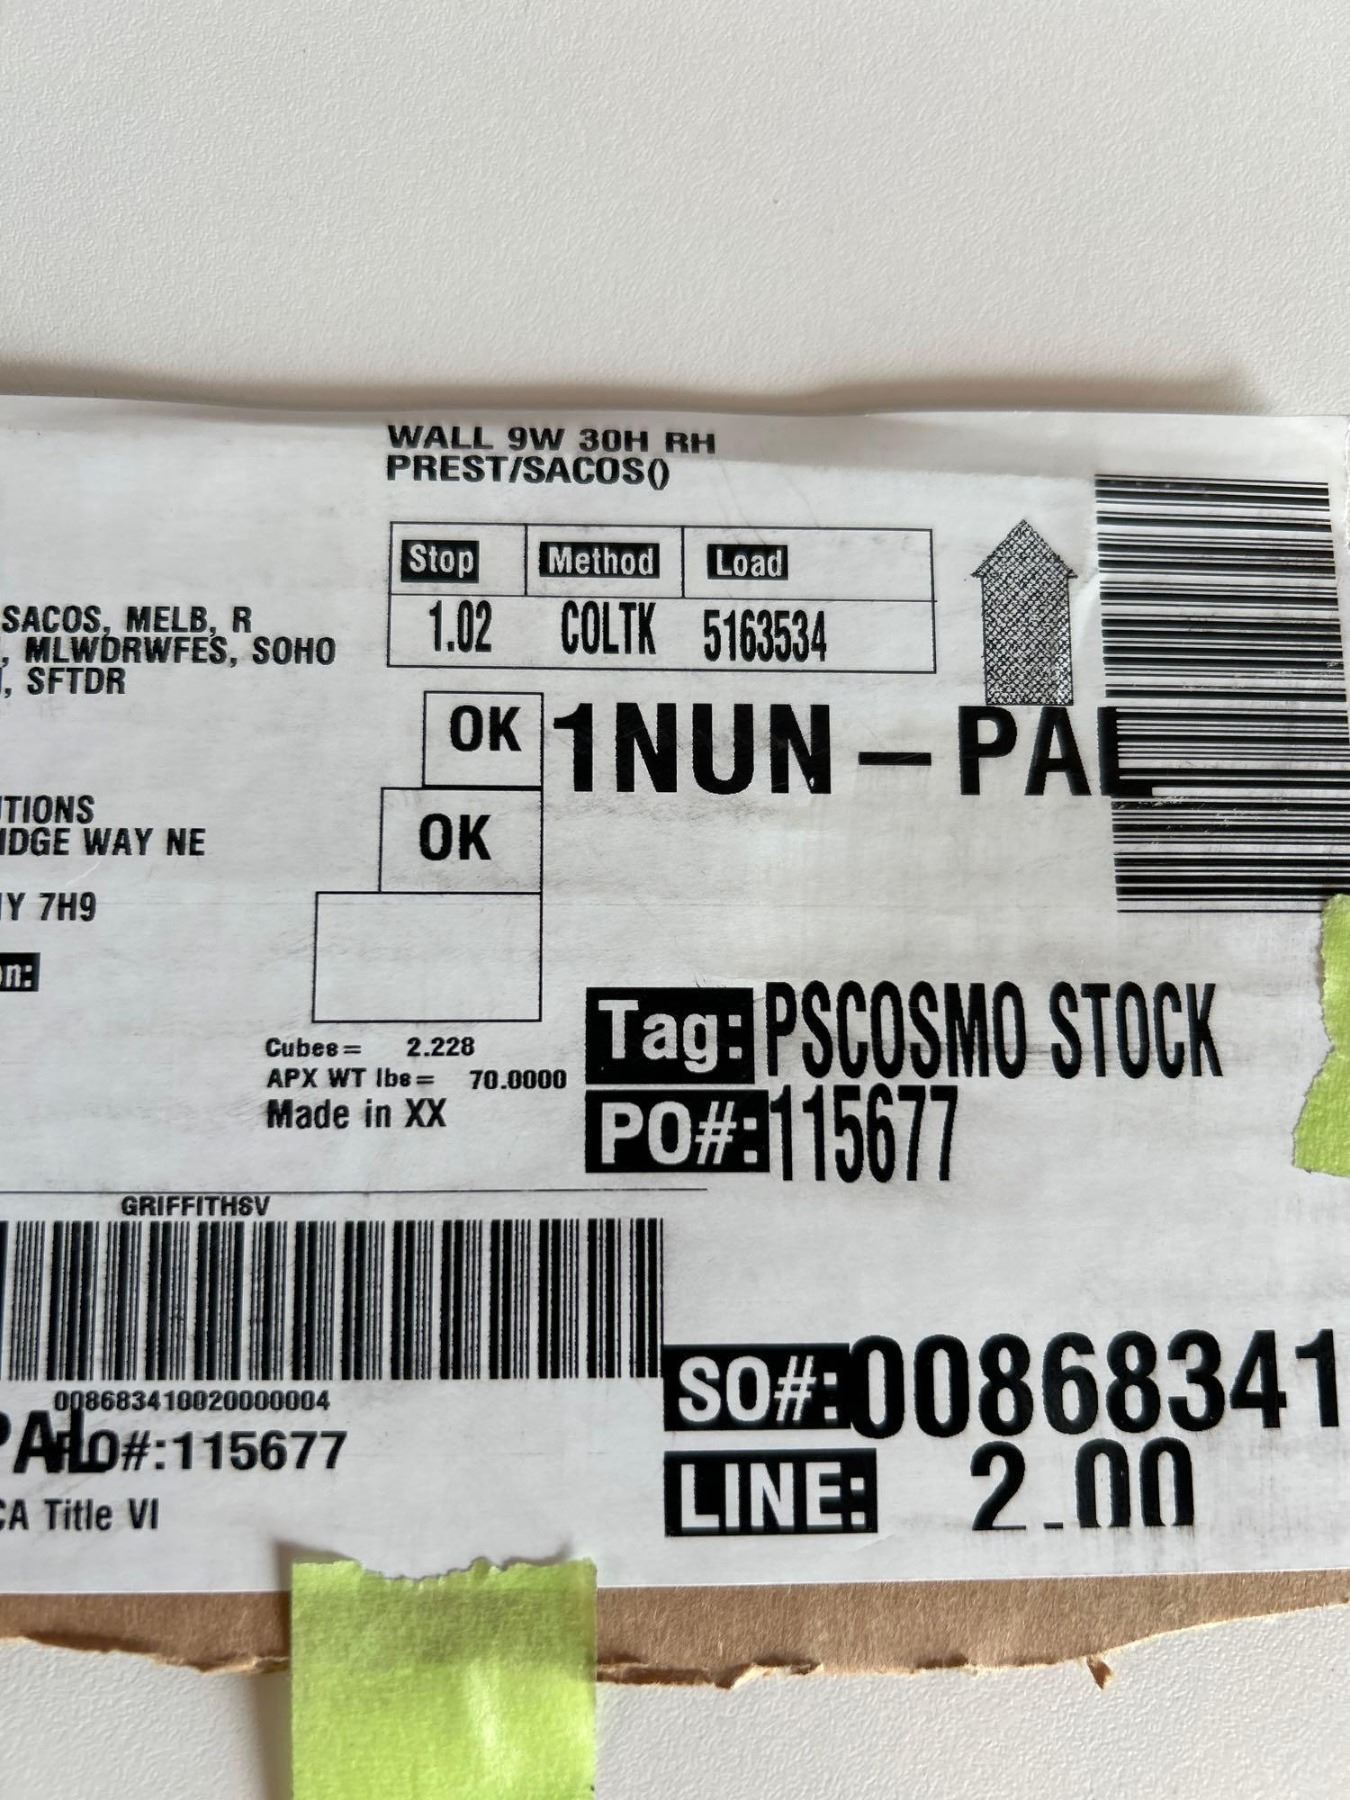 WALL 9W 30H RH
PREST/SACOS()
Stop Method Load
1.02 COLTK 5163534
SACOS, MELB, R
, MLWDRWFES, SOHO
, SFTDR
OK 1NUN - PAL
OK
TIONS
IDGE WAY NE
Y 7H9
n:
Tag: PSCOSMO STOCK
Cubes= 2.228
APX WT lbs= 70.0000
Made in XX
PO#: 115677
GRIFFITHSV
008683410020000004
PAL PO#:115677
CA Title VI
SO#: 00868341
LINE: 2.00